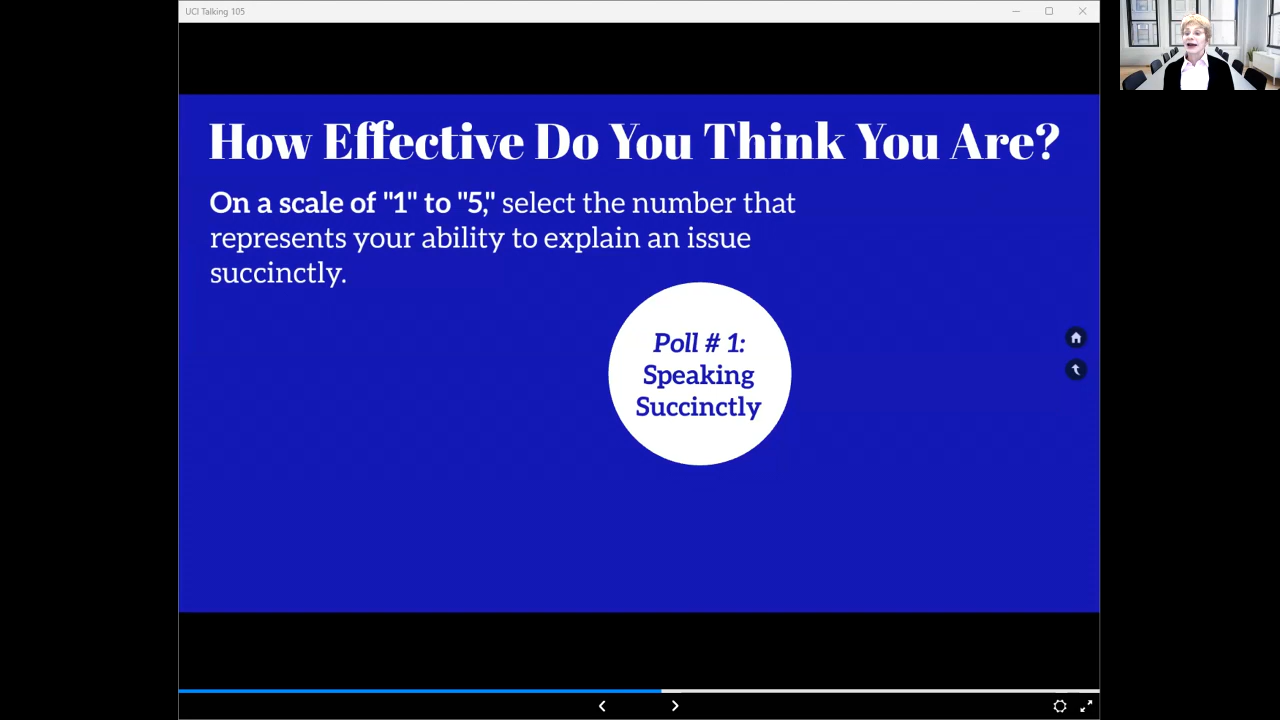 UCI Talking 105
How Effective Do You Think You Are?
On a scale of "1" to "5," select the number that
represents your ability to explain an issue
succinctly.
Poll # 1:
Speaking
Succinctly